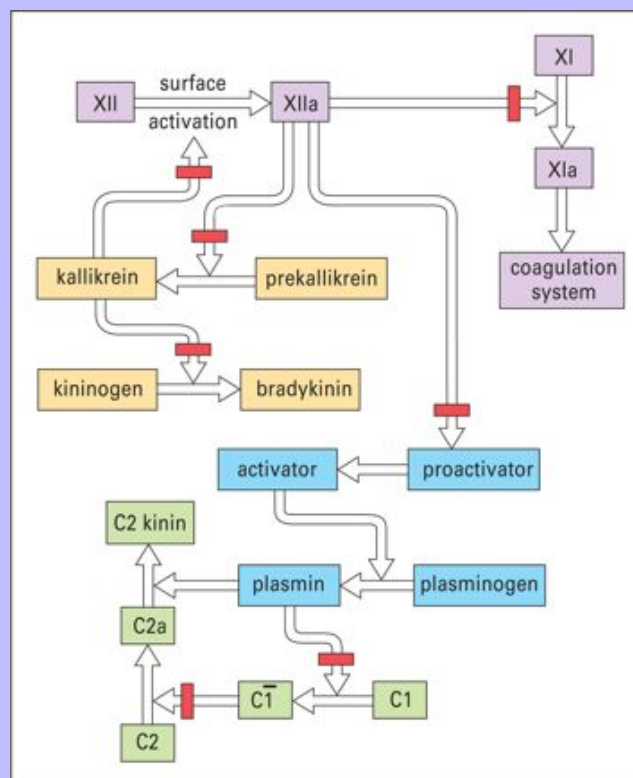 XI
XII
surface
activation
XIIa
XIa
coagulation
system
kallikrein
prekallikrein
kininogen
bradykinin
activator
proactivator
C2 kinin
plasmin
plasminogen
C2a
C1̅
C1
C2